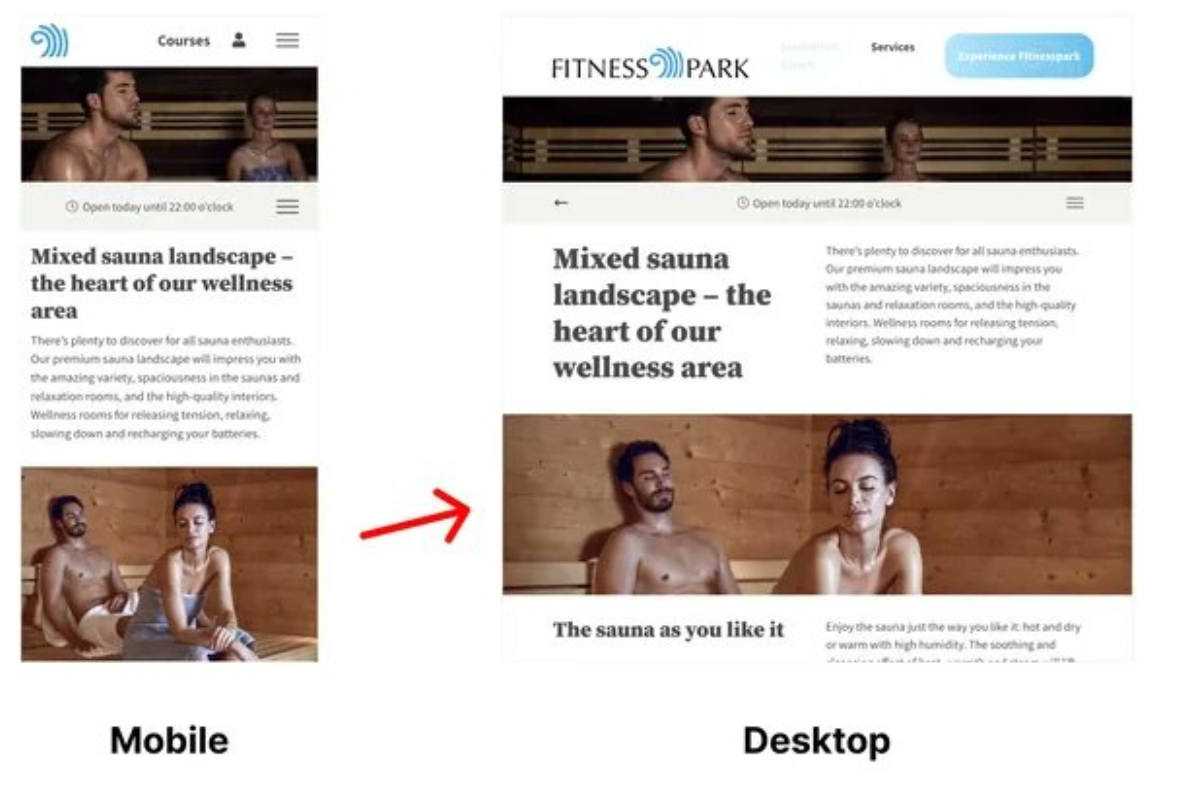 Courses
Open today until 22:00 o'clock
Mixed sauna landscape –
the heart of our wellness
area
There's plenty to discover for all sauna enthusiasts.
Our premium sauna landscape will impress you with
the amazing variety, spaciousness in the saunas and
relaxation rooms, and the high-quality interiors.
Wellness rooms for releasing tension, relaxing,
slowing down and recharging your batteries.
Mobile
FITNESS PARK
Services
Experience Fitnesspark
Open today until 22:00 o'clock
Mixed sauna
landscape – the
heart of our
wellness area
There's plenty to discover for all sauna enthusiasts.
Our premium sauna landscape will impress you
with the amazing variety, spaciousness in the
saunas and relaxation rooms, and the high-quality
interiors. Wellness rooms for releasing tension,
relaxing, slowing down and recharging your
batteries.
The sauna as you like it
Enjoy the sauna just the way you like it: hot and dry
or warm with high humidity. The soothing and
Desktop